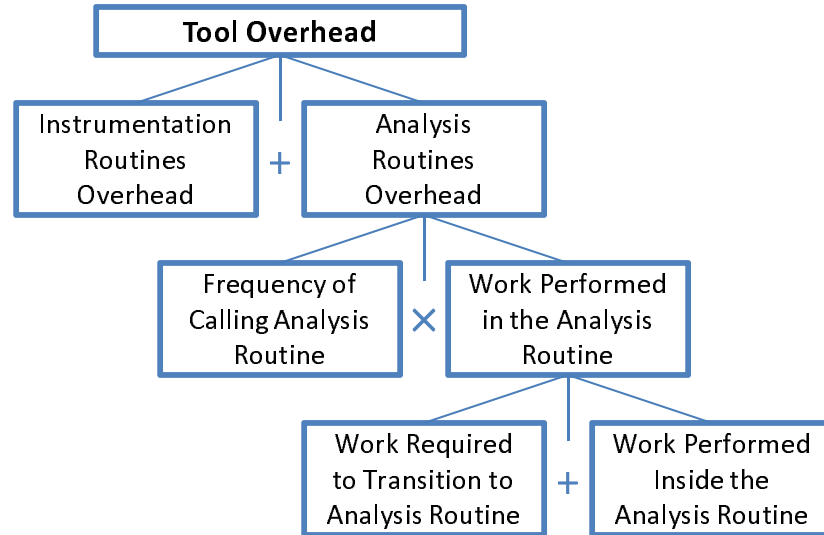 Tool Overhead
Instrumentation
Routines
Overhead
+
Analysis
Routines
Overhead
Frequency of
Calling Analysis
Routine
×
Work Performed
in the Analysis
Routine
Work Required
to Transition to
Analysis Routine
+
Work Performed
Inside the
Analysis Routine